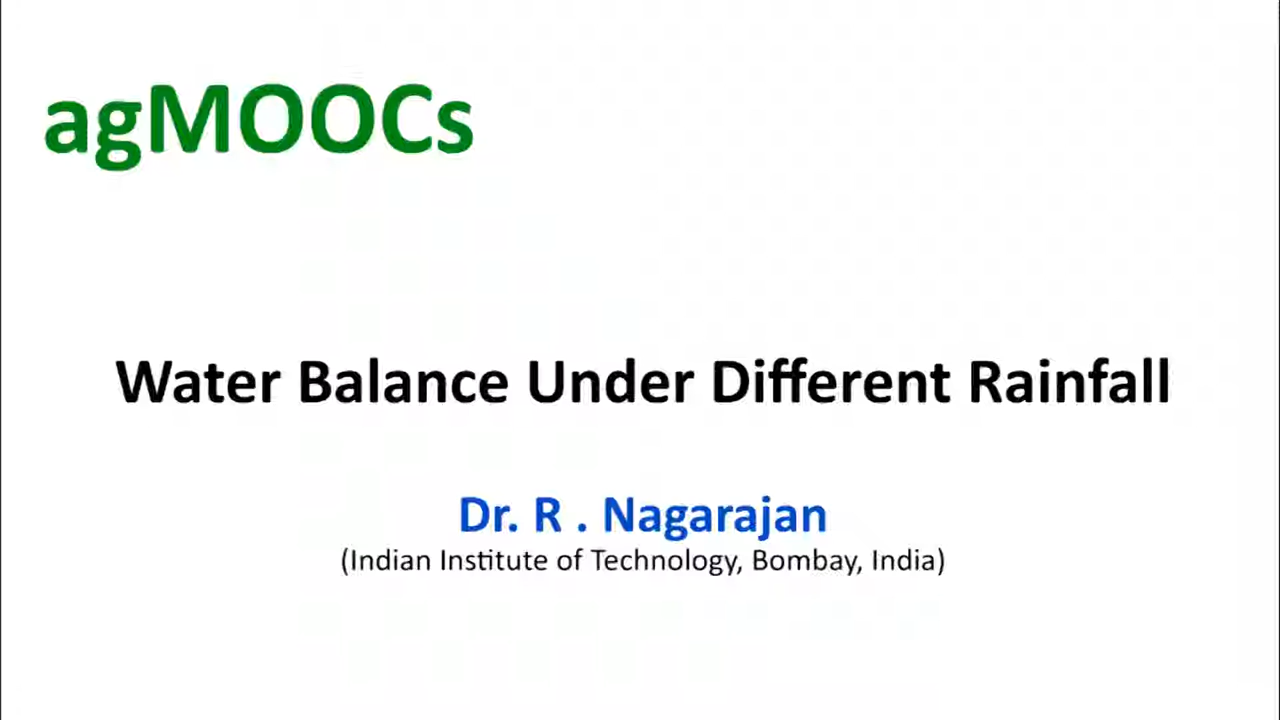 agMOOCs
Water Balance Under Different Rainfall
Dr. R . Nagarajan
(Indian Institute of Technology, Bombay, India)